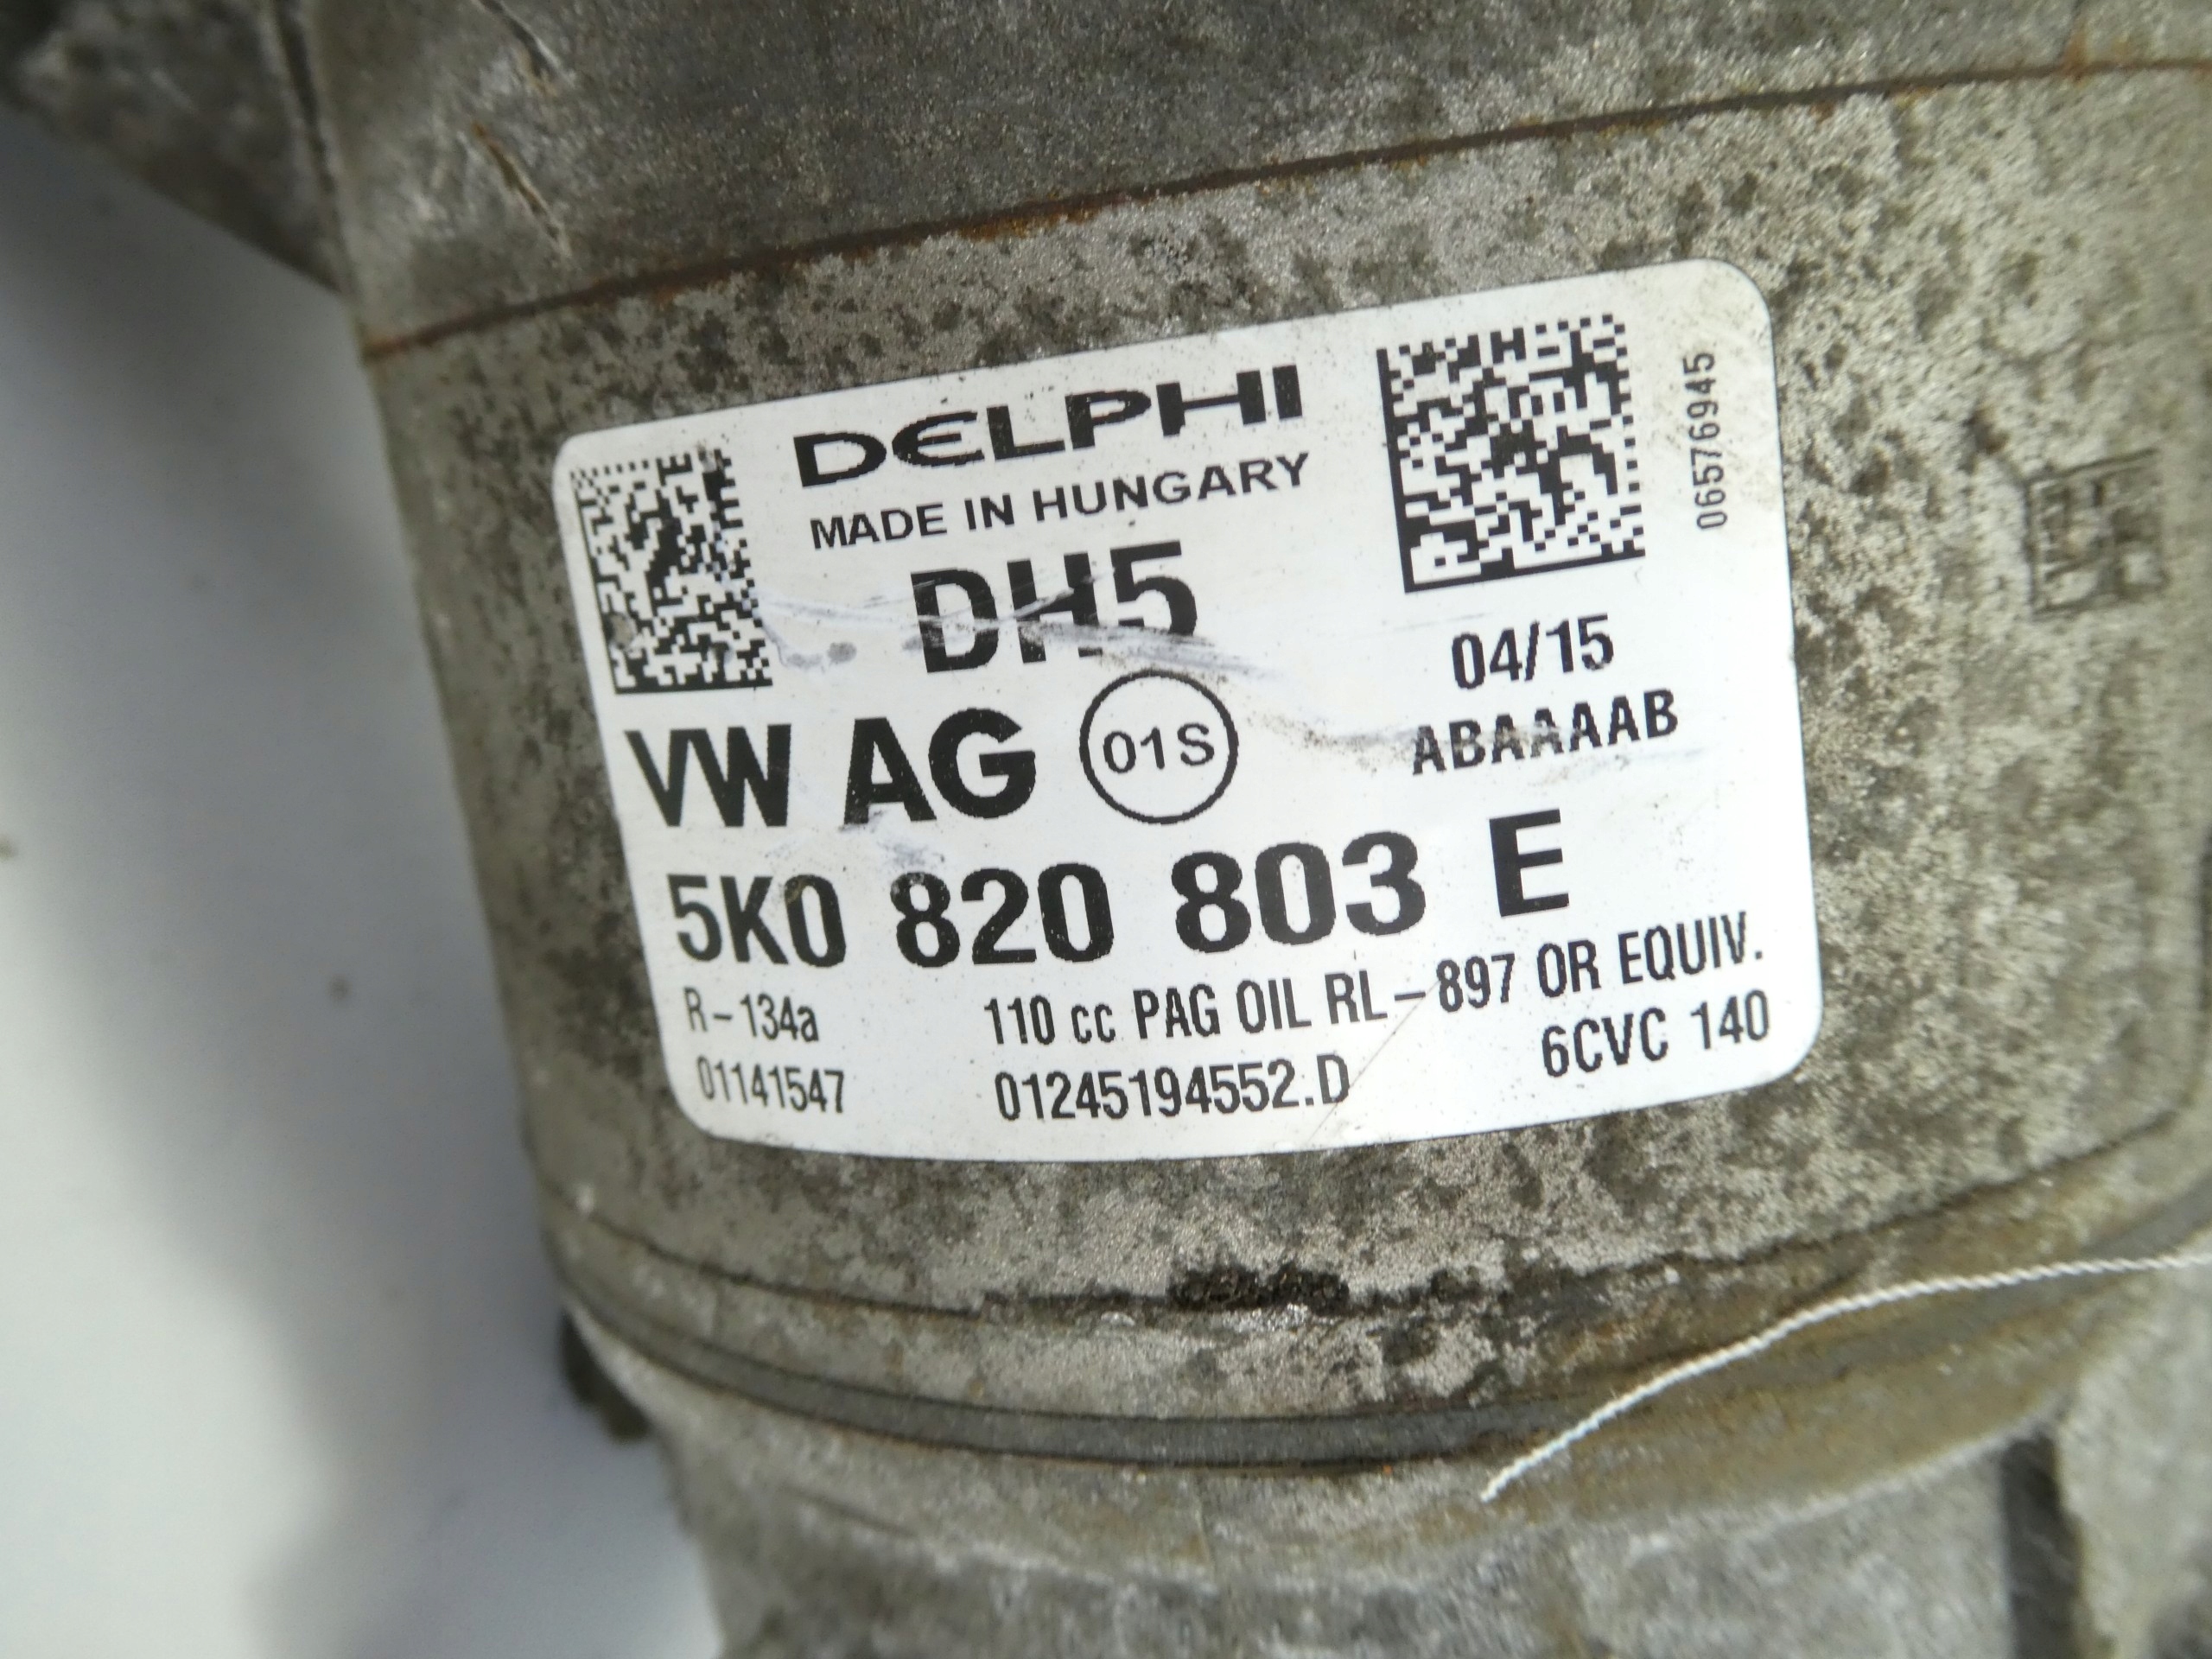 DELPHI
MADE IN HUNGARY
06576945
DH5
04/15
VW AG 01S
ABAAAAB
5K0 820 803 E
R-134a 110 cc PAG OIL RL-897 OR EQUIV.
01141547 01245194552.D 6CVC 140